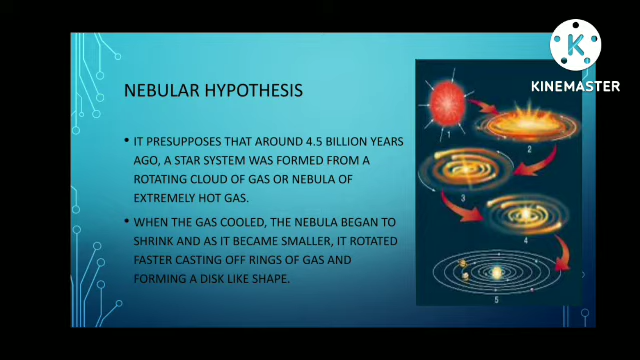 K
KINEMASTER
NEBULAR HYPOTHESIS
• IT PRESUPPOSES THAT AROUND 4.5 BILLION YEARS
AGO, A STAR SYSTEM WAS FORMED FROM A
ROTATING CLOUD OF GAS OR NEBULA OF
EXTREMELY HOT GAS.
• WHEN THE GAS COOLED, THE NEBULA BEGAN TO
SHRINK AND AS IT BECAME SMALLER, IT ROTATED
FASTER CASTING OFF RINGS OF GAS AND
FORMING A DISK LIKE SHAPE.
1
2
3
4
5